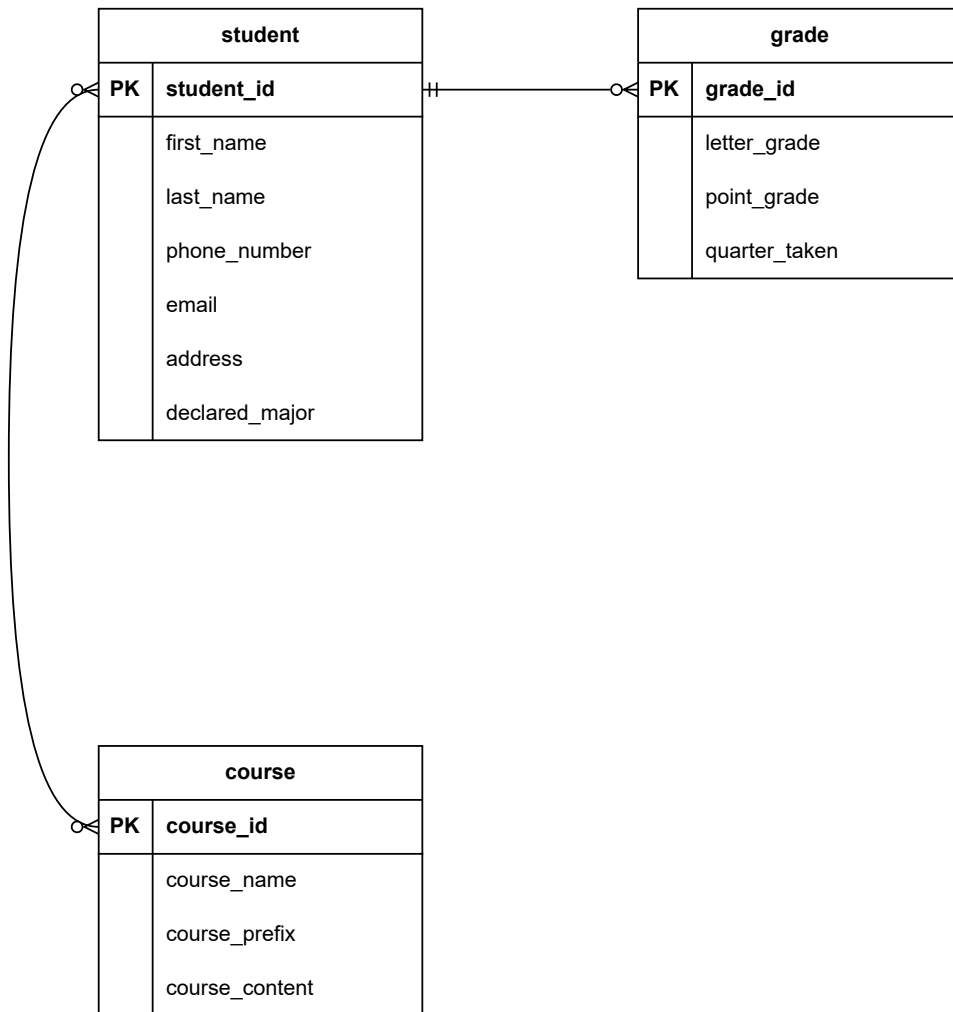 student
PK student_id
first_name
last_name
phone_number
email
address
declared_major
grade
PK grade_id
letter_grade
point_grade
quarter_taken
course
PK course_id
course_name
course_prefix
course_content